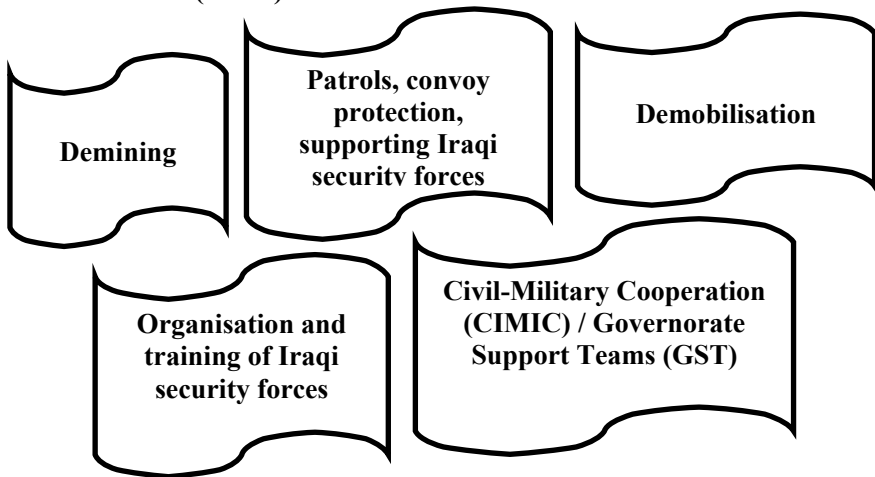 Demining
Patrols, convoy
protection,
supporting Iraqi
security forces
Demobilisation
Organisation and
training of Iraqi
security forces
Civil-Military Cooperation
(CIMIC) / Governorate
Support Teams (GST)